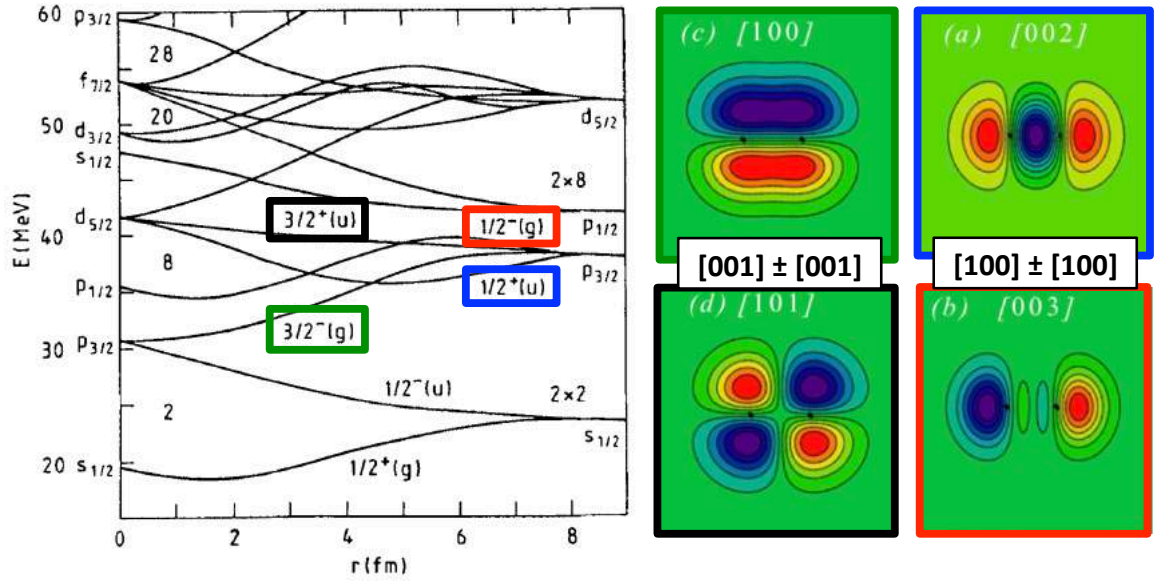 60
p3/2
28
f7/2
20
50
d3/2
s1/2
d5/2
2×8
d5/2
3/2+(u)
1/2-(g)
p1/2
40
E(MeV)
8
p3/2
1/2+(u)
p1/2
3/2-(g)
30
p3/2
1/2-(u)
2×2
2
s1/2
20
s1/2
1/2+(g)
0
2
4
6
8
r(fm)
(c) [100]
(a) [002]
[001] ± [001]
[100] ± [100]
(d) [101]
(b) [003]